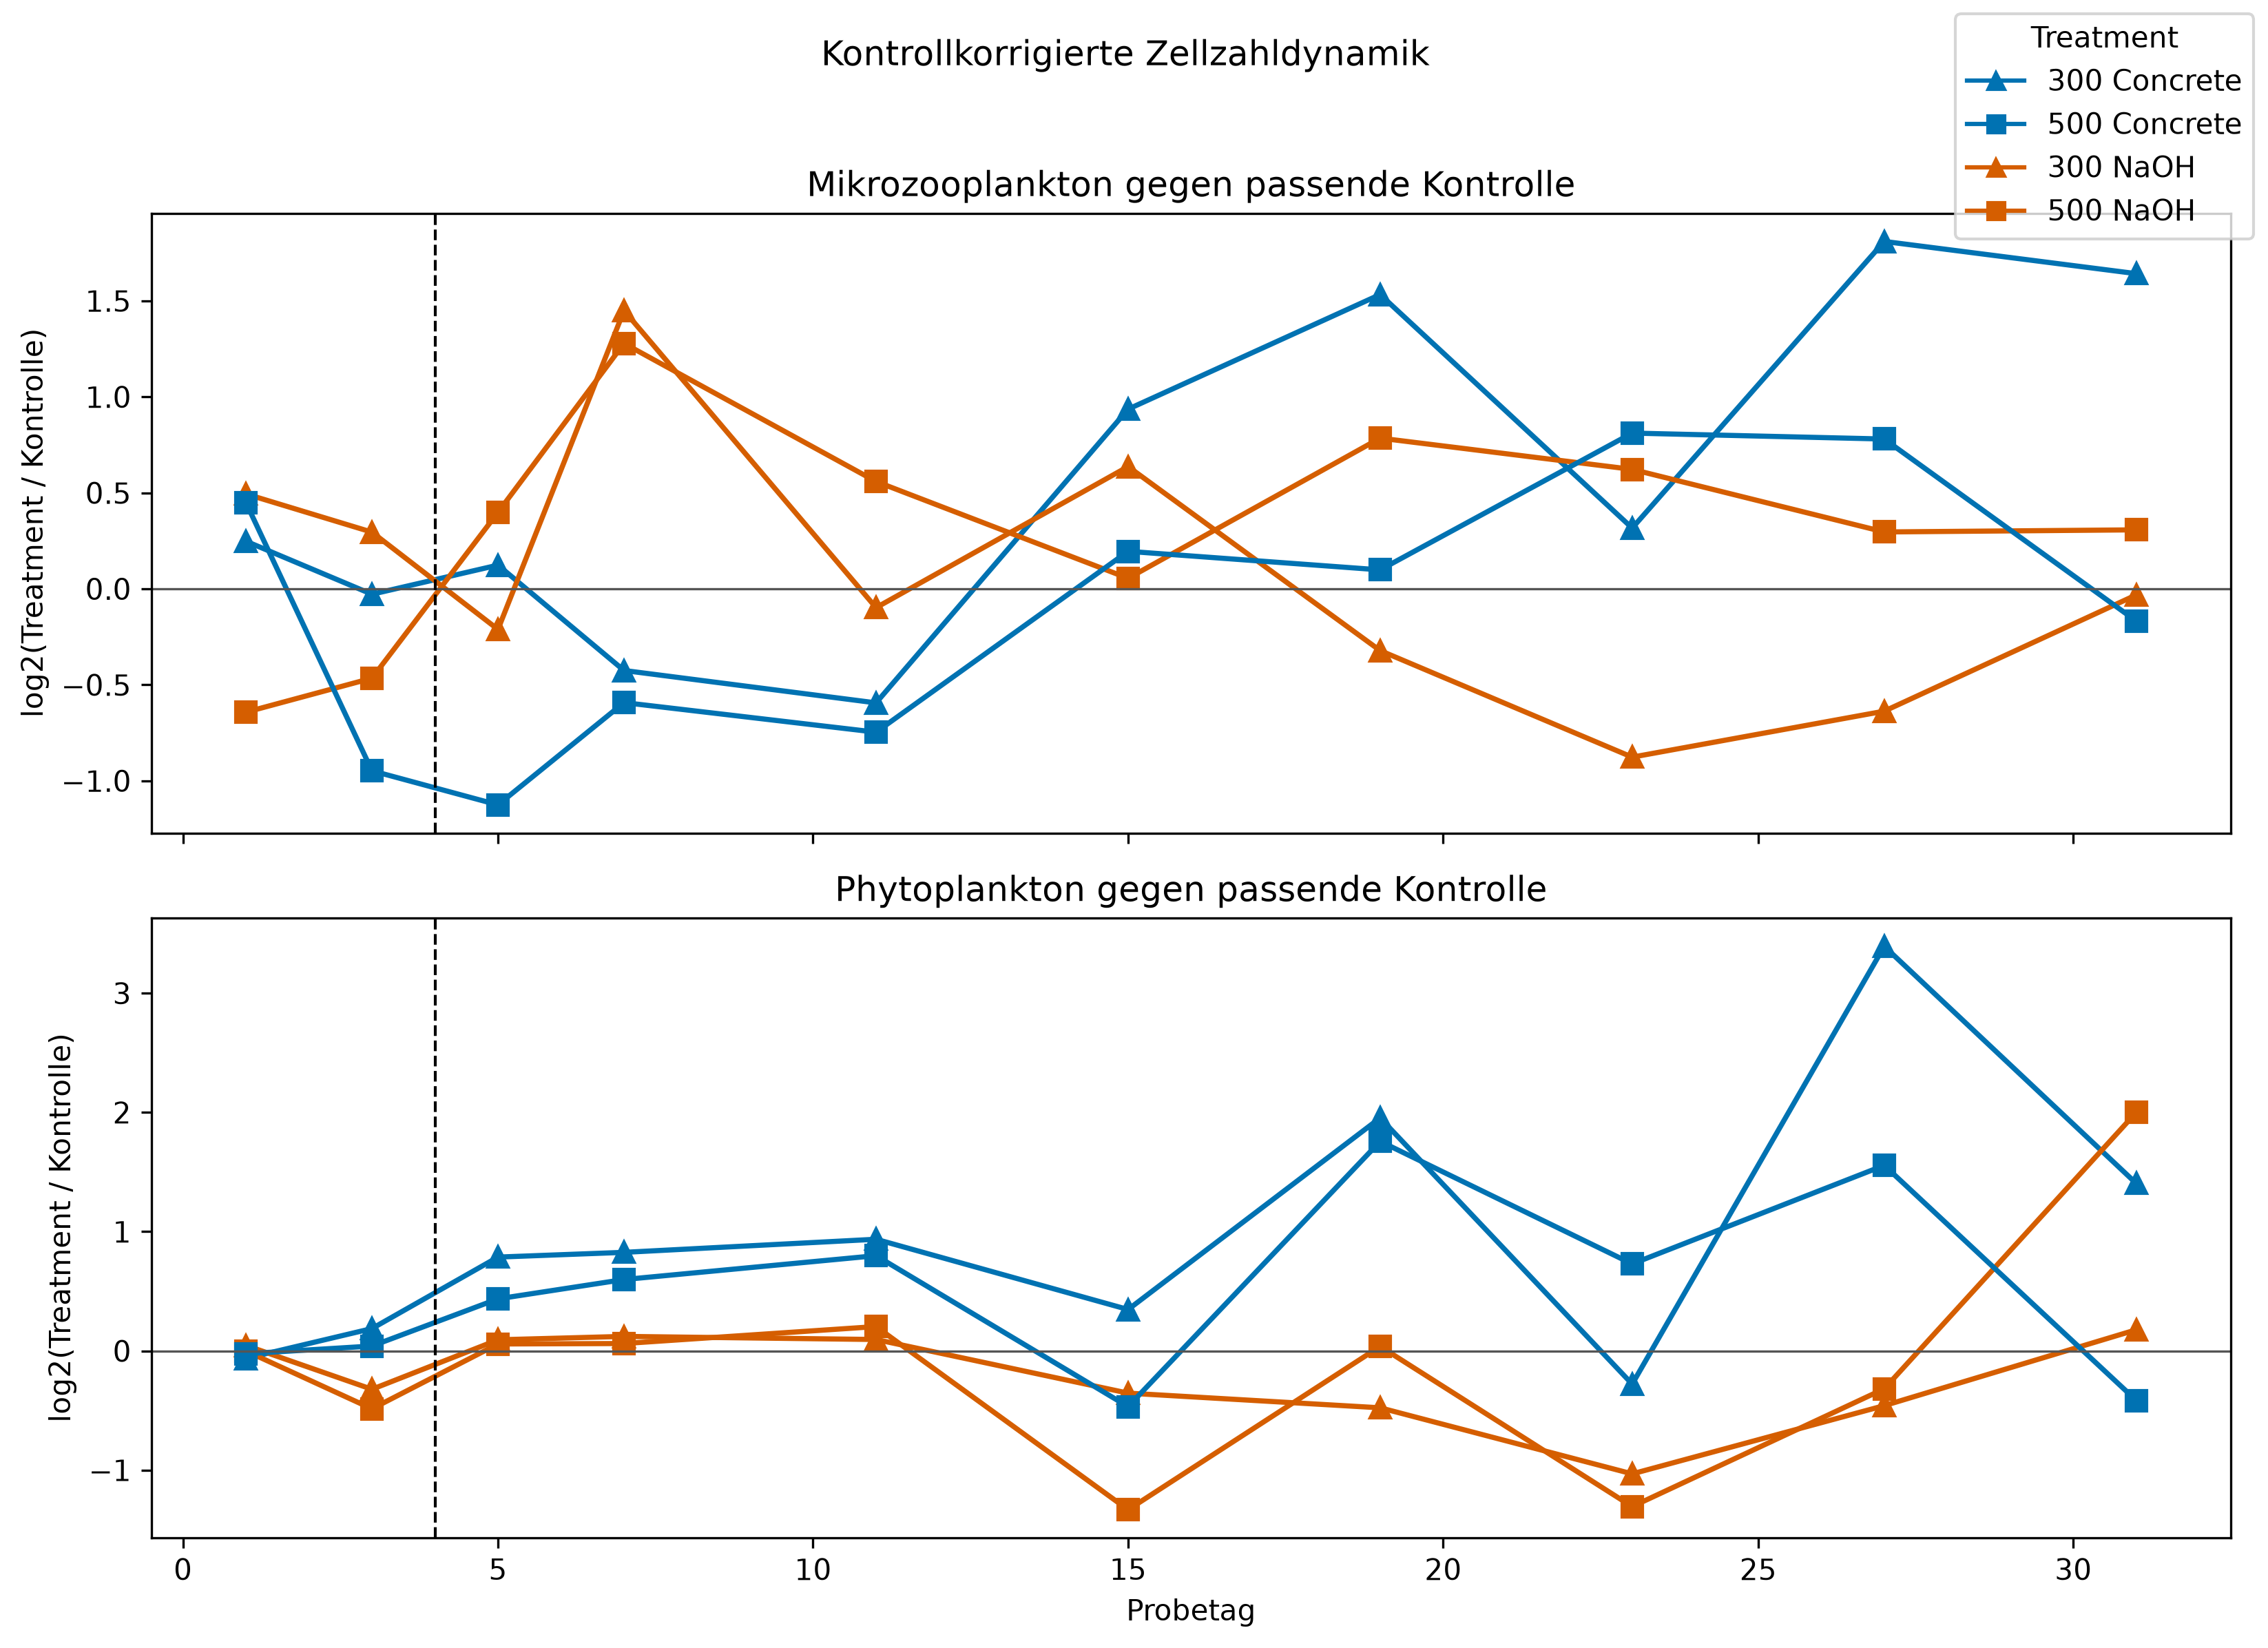 Kontrollkorrigierte Zellzahldynamik
Treatment
300 Concrete
500 Concrete
300 NaOH
500 NaOH
Mikrozooplankton gegen passende Kontrolle
log2(Treatment / Kontrolle)
1.5
1.0
0.5
0.0
−0.5
−1.0
Phytoplankton gegen passende Kontrolle
log2(Treatment / Kontrolle)
3
2
1
0
−1
0 5 10 15 20 25 30
Probetag